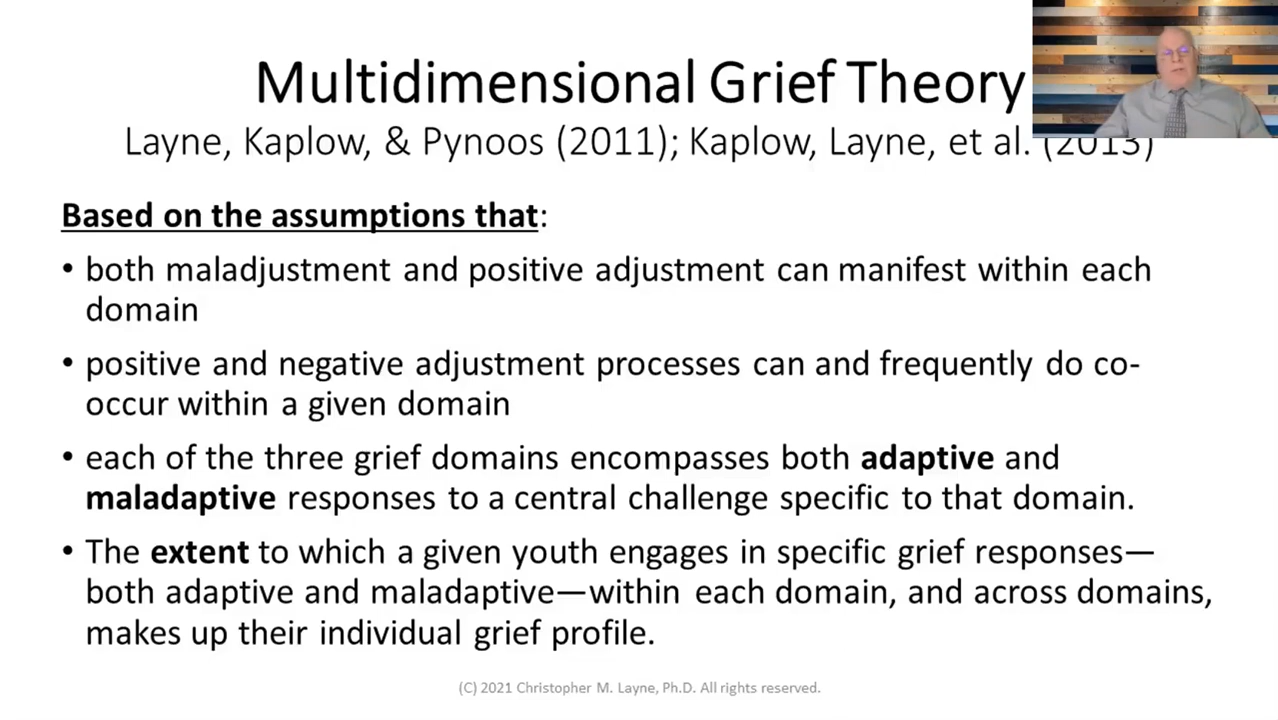 Multidimensional Grief Theory
Layne, Kaplow, & Pynoos (2011); Kaplow, Layne, et al. (2013)
Based on the assumptions that:
• both maladjustment and positive adjustment can manifest within each
domain
• positive and negative adjustment processes can and frequently do co-
occur within a given domain
• each of the three grief domains encompasses both adaptive and
maladaptive responses to a central challenge specific to that domain.
• The extent to which a given youth engages in specific grief responses—
both adaptive and maladaptive—within each domain, and across domains,
makes up their individual grief profile.
(C) 2021 Christopher M. Layne, Ph.D. All rights reserved.